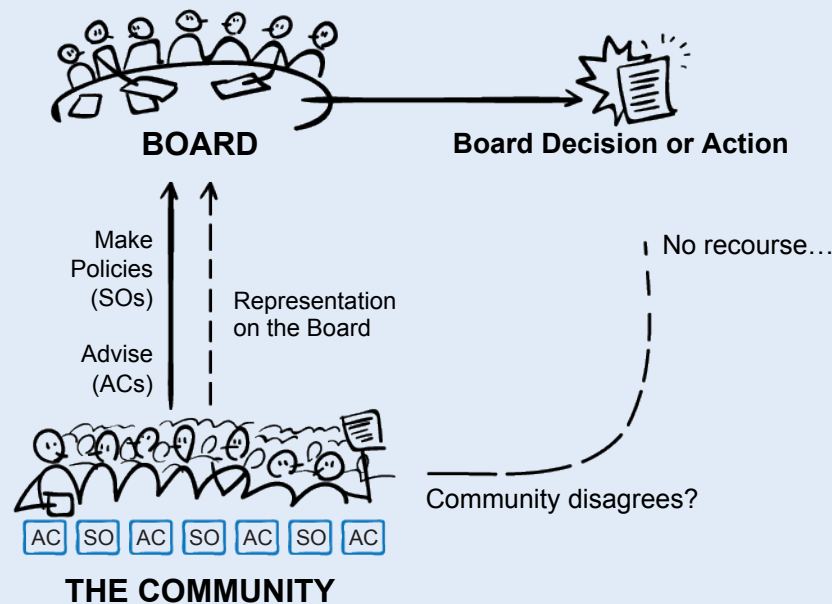 BOARD
Board Decision or Action
Make
Policies
(SOs)
Advise
(ACs)
Representation
on the Board
No recourse…
Community disagrees?
AC SO AC SO AC SO AC
THE COMMUNITY